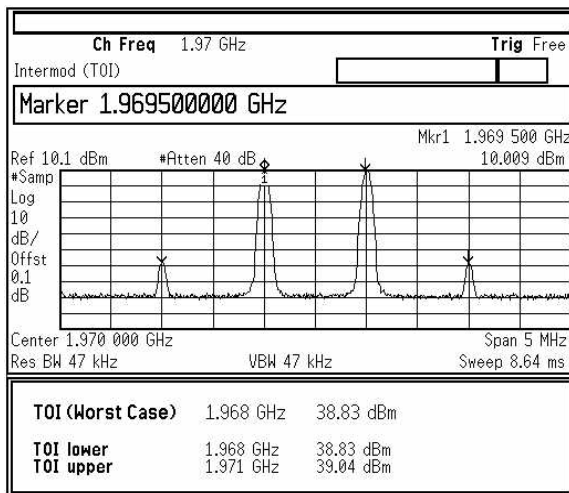 Ch Freq 1.97 GHz Trig Free
Intermod (TOI)
Marker 1.969500000 GHz
Mkr1 1.969 500 GHz
Ref 10.1 dBm #Atten 40 dB 10.009 dBm
#Samp
Log
10
dB/
Offst
0.1
dB
1
Center 1.970 000 GHz Span 5 MHz
Res BW 47 kHz VBW 47 kHz Sweep 8.64 ms
TOI (Worst Case) 1.968 GHz 38.83 dBm
TOI lower 1.968 GHz 38.83 dBm
TOI upper 1.971 GHz 39.04 dBm